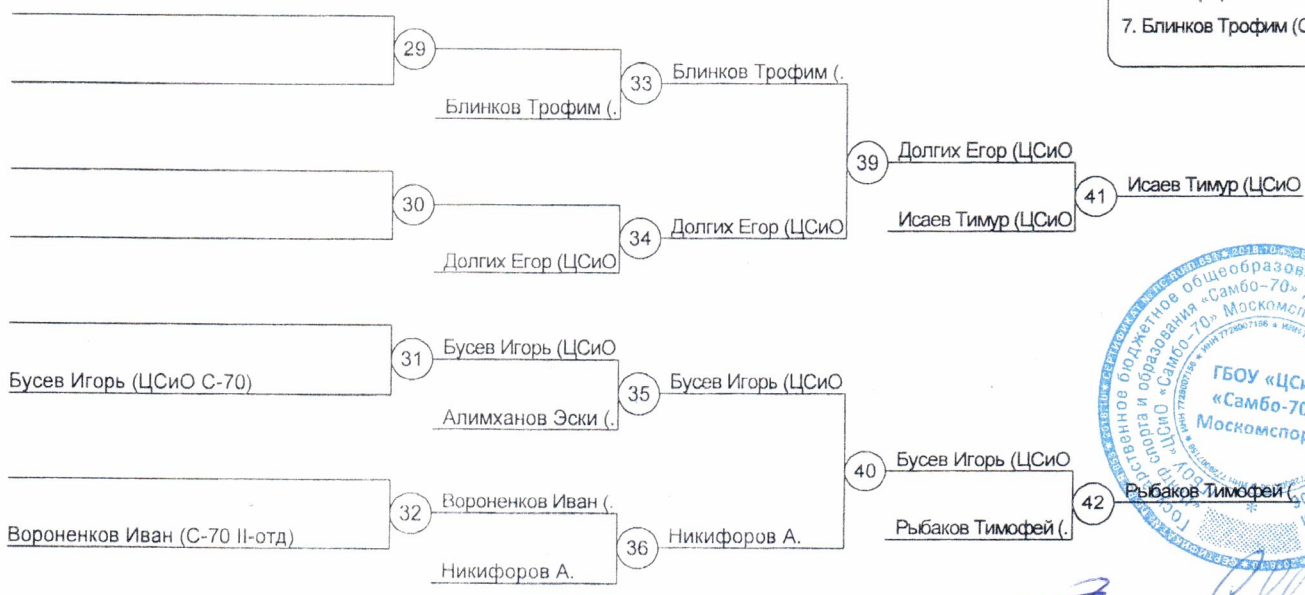 7. Блинков Трофим (С
29
33
Блинков Трофим (.
Блинков Трофим (.
39
Долгих Егор (ЦСиО
41
Исаев Тимур (ЦСиО
Исаев Тимур (ЦСиО
30
34
Долгих Егор (ЦСиО
Долгих Егор (ЦСиО
31
Бусев Игорь (ЦСиО
Бусев Игорь (ЦСиО С-70)
35
Бусев Игорь (ЦСиО
Алимханов Эски (.
40
Бусев Игорь (ЦСиО
42
Рыбаков Тимофей (.
Рыбаков Тимофей (.
32
Вороненков Иван (.
Вороненков Иван (С-70 II-отд)
36
Никифоров А.
Никифоров А.
ГБОУ «ЦСи
«Самбо-70
Москомспор